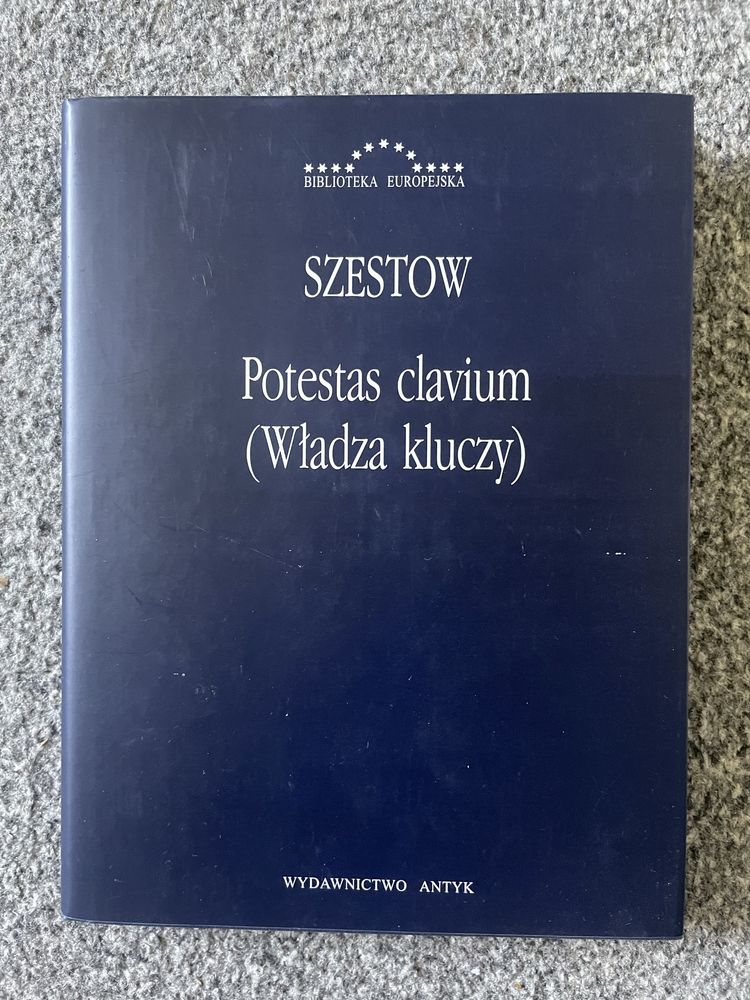 BIBLIOTEKA EUROPEJSKA
SZESTOW
Potestas clavium
(Władza kluczy)
WYDAWNICTWO ANTYK